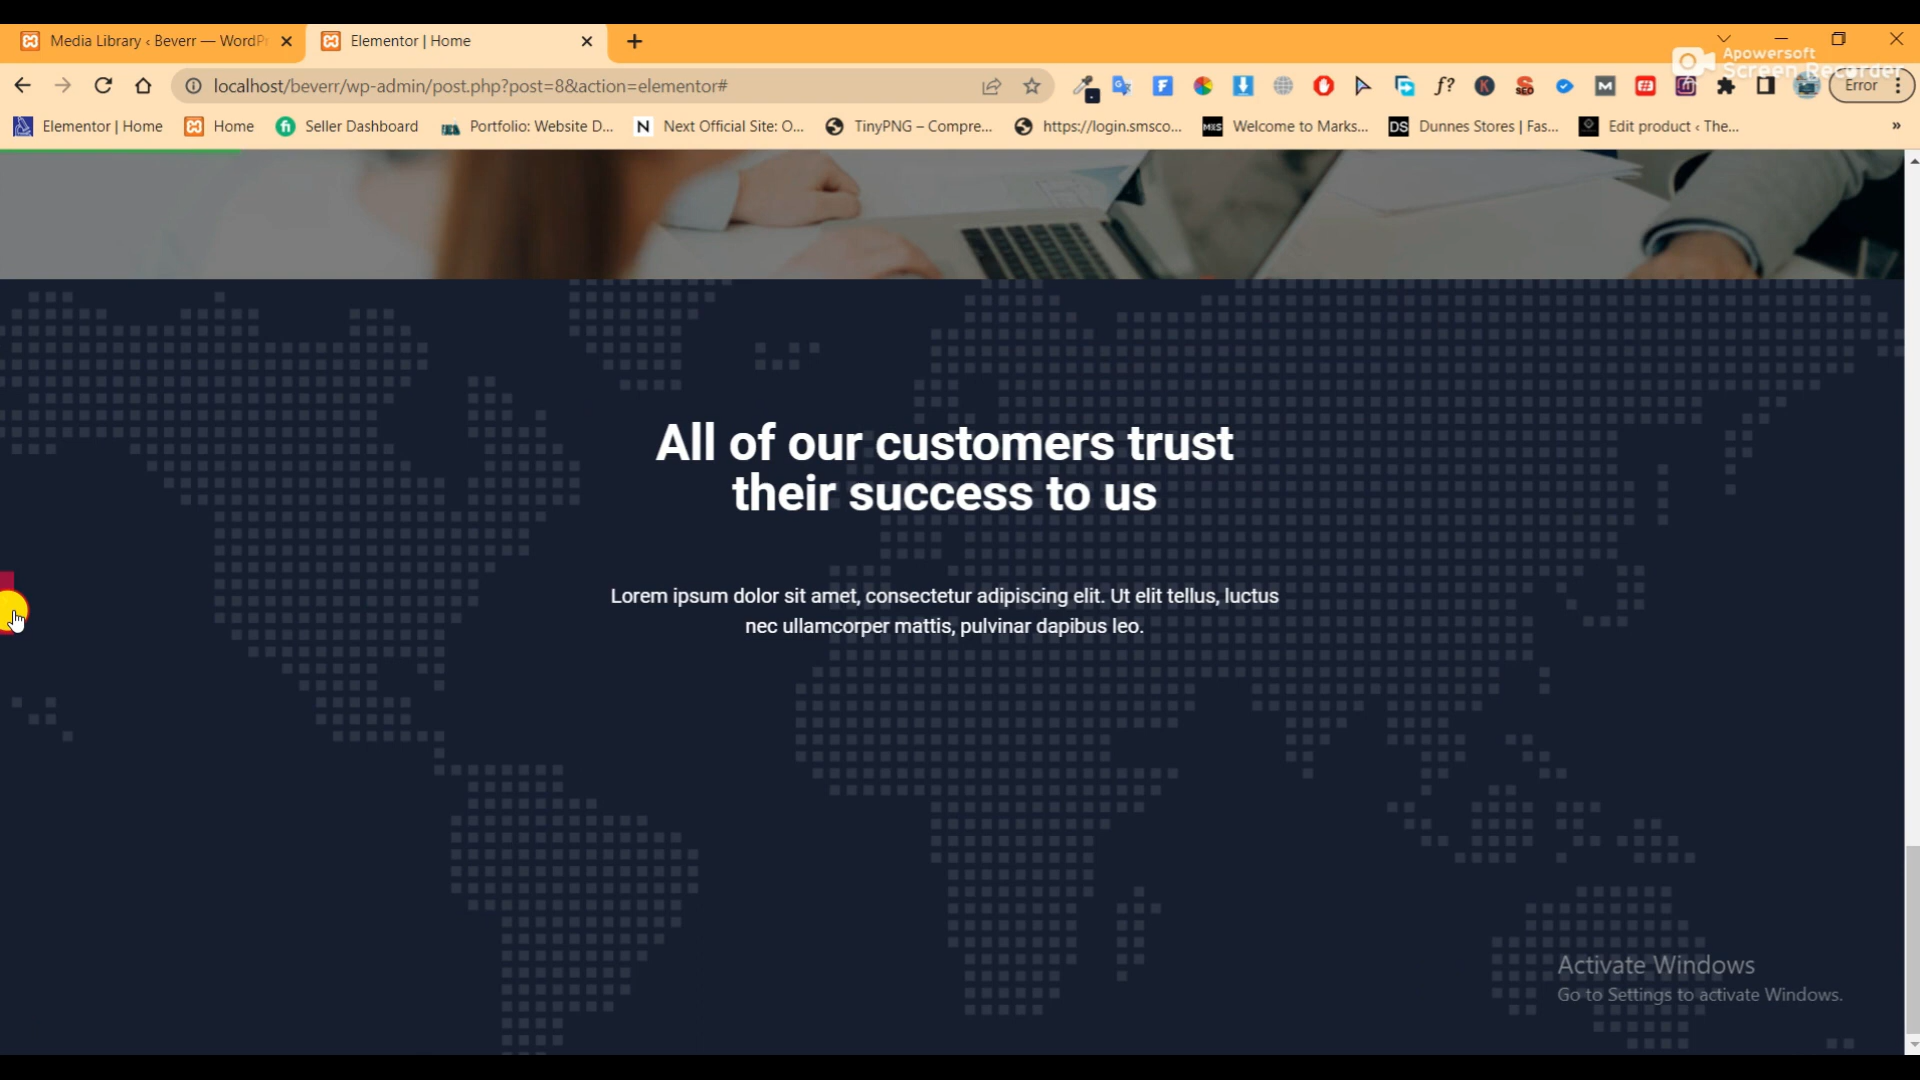 Media Library ‹ Beverr — WordPr
Elementor | Home
Apowersoft
Screen Recorder
localhost/beverr/wp-admin/post.php?post=8&action=elementor#
Error
Elementor | Home
Home
Seller Dashboard
Portfolio: Website D...
Next Official Site: O...
TinyPNG – Compre...
https://login.smsco...
Welcome to Marks...
Dunnes Stores | Fas...
Edit product ‹ The...
»
All of our customers trust
their success to us
Lorem ipsum dolor sit amet, consectetur adipiscing elit. Ut elit tellus, luctus
nec ullamcorper mattis, pulvinar dapibus leo.
Activate Windows
Go to Settings to activate Windows.